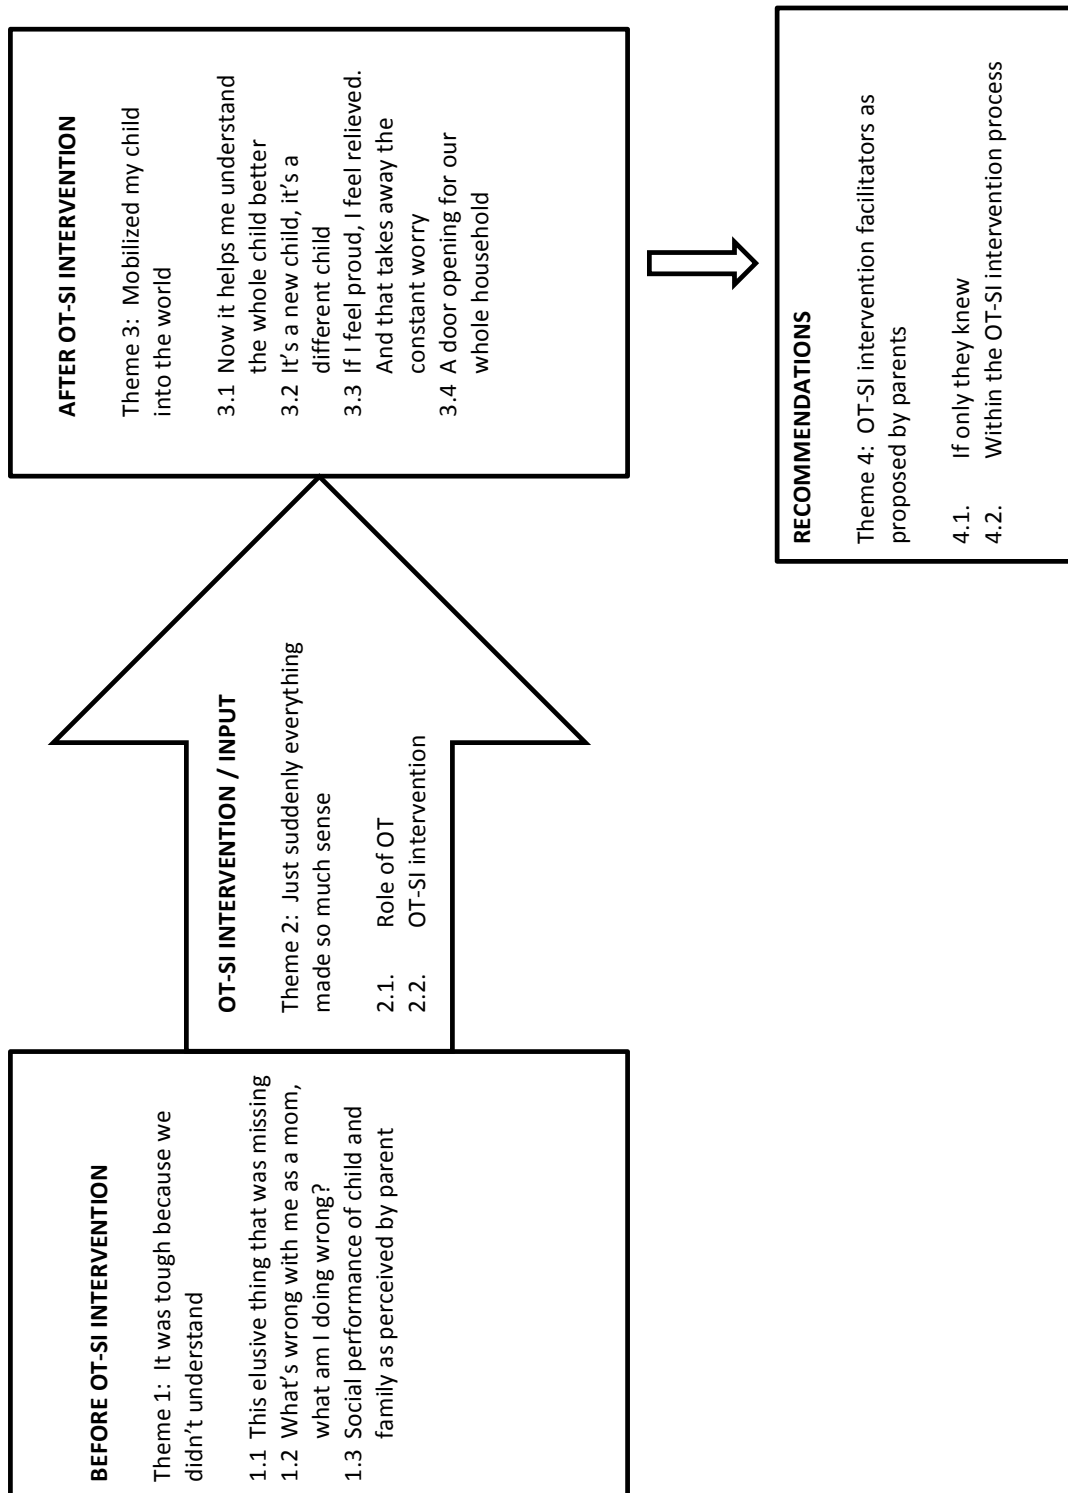 BEFORE OT-SI INTERVENTION
Theme 1: It was tough because we
didn’t understand
1.1 This elusive thing that was missing
1.2 What’s wrong with me as a mom,
what am I doing wrong?
1.3 Social performance of child and
family as perceived by parent
OT-SI INTERVENTION / INPUT
Theme 2: Just suddenly everything
made so much sense
2.1. Role of OT
2.2. OT-SI intervention
AFTER OT-SI INTERVENTION
Theme 3: Mobilized my child
into the world
3.1 Now it helps me understand
the whole child better
3.2 It’s a new child, it’s a
different child
3.3 If I feel proud, I feel relieved.
And that takes away the
constant worry
3.4 A door opening for our
whole household
RECOMMENDATIONS
Theme 4: OT-SI intervention facilitators as
proposed by parents
4.1. If only they knew
4.2. Within the OT-SI intervention process